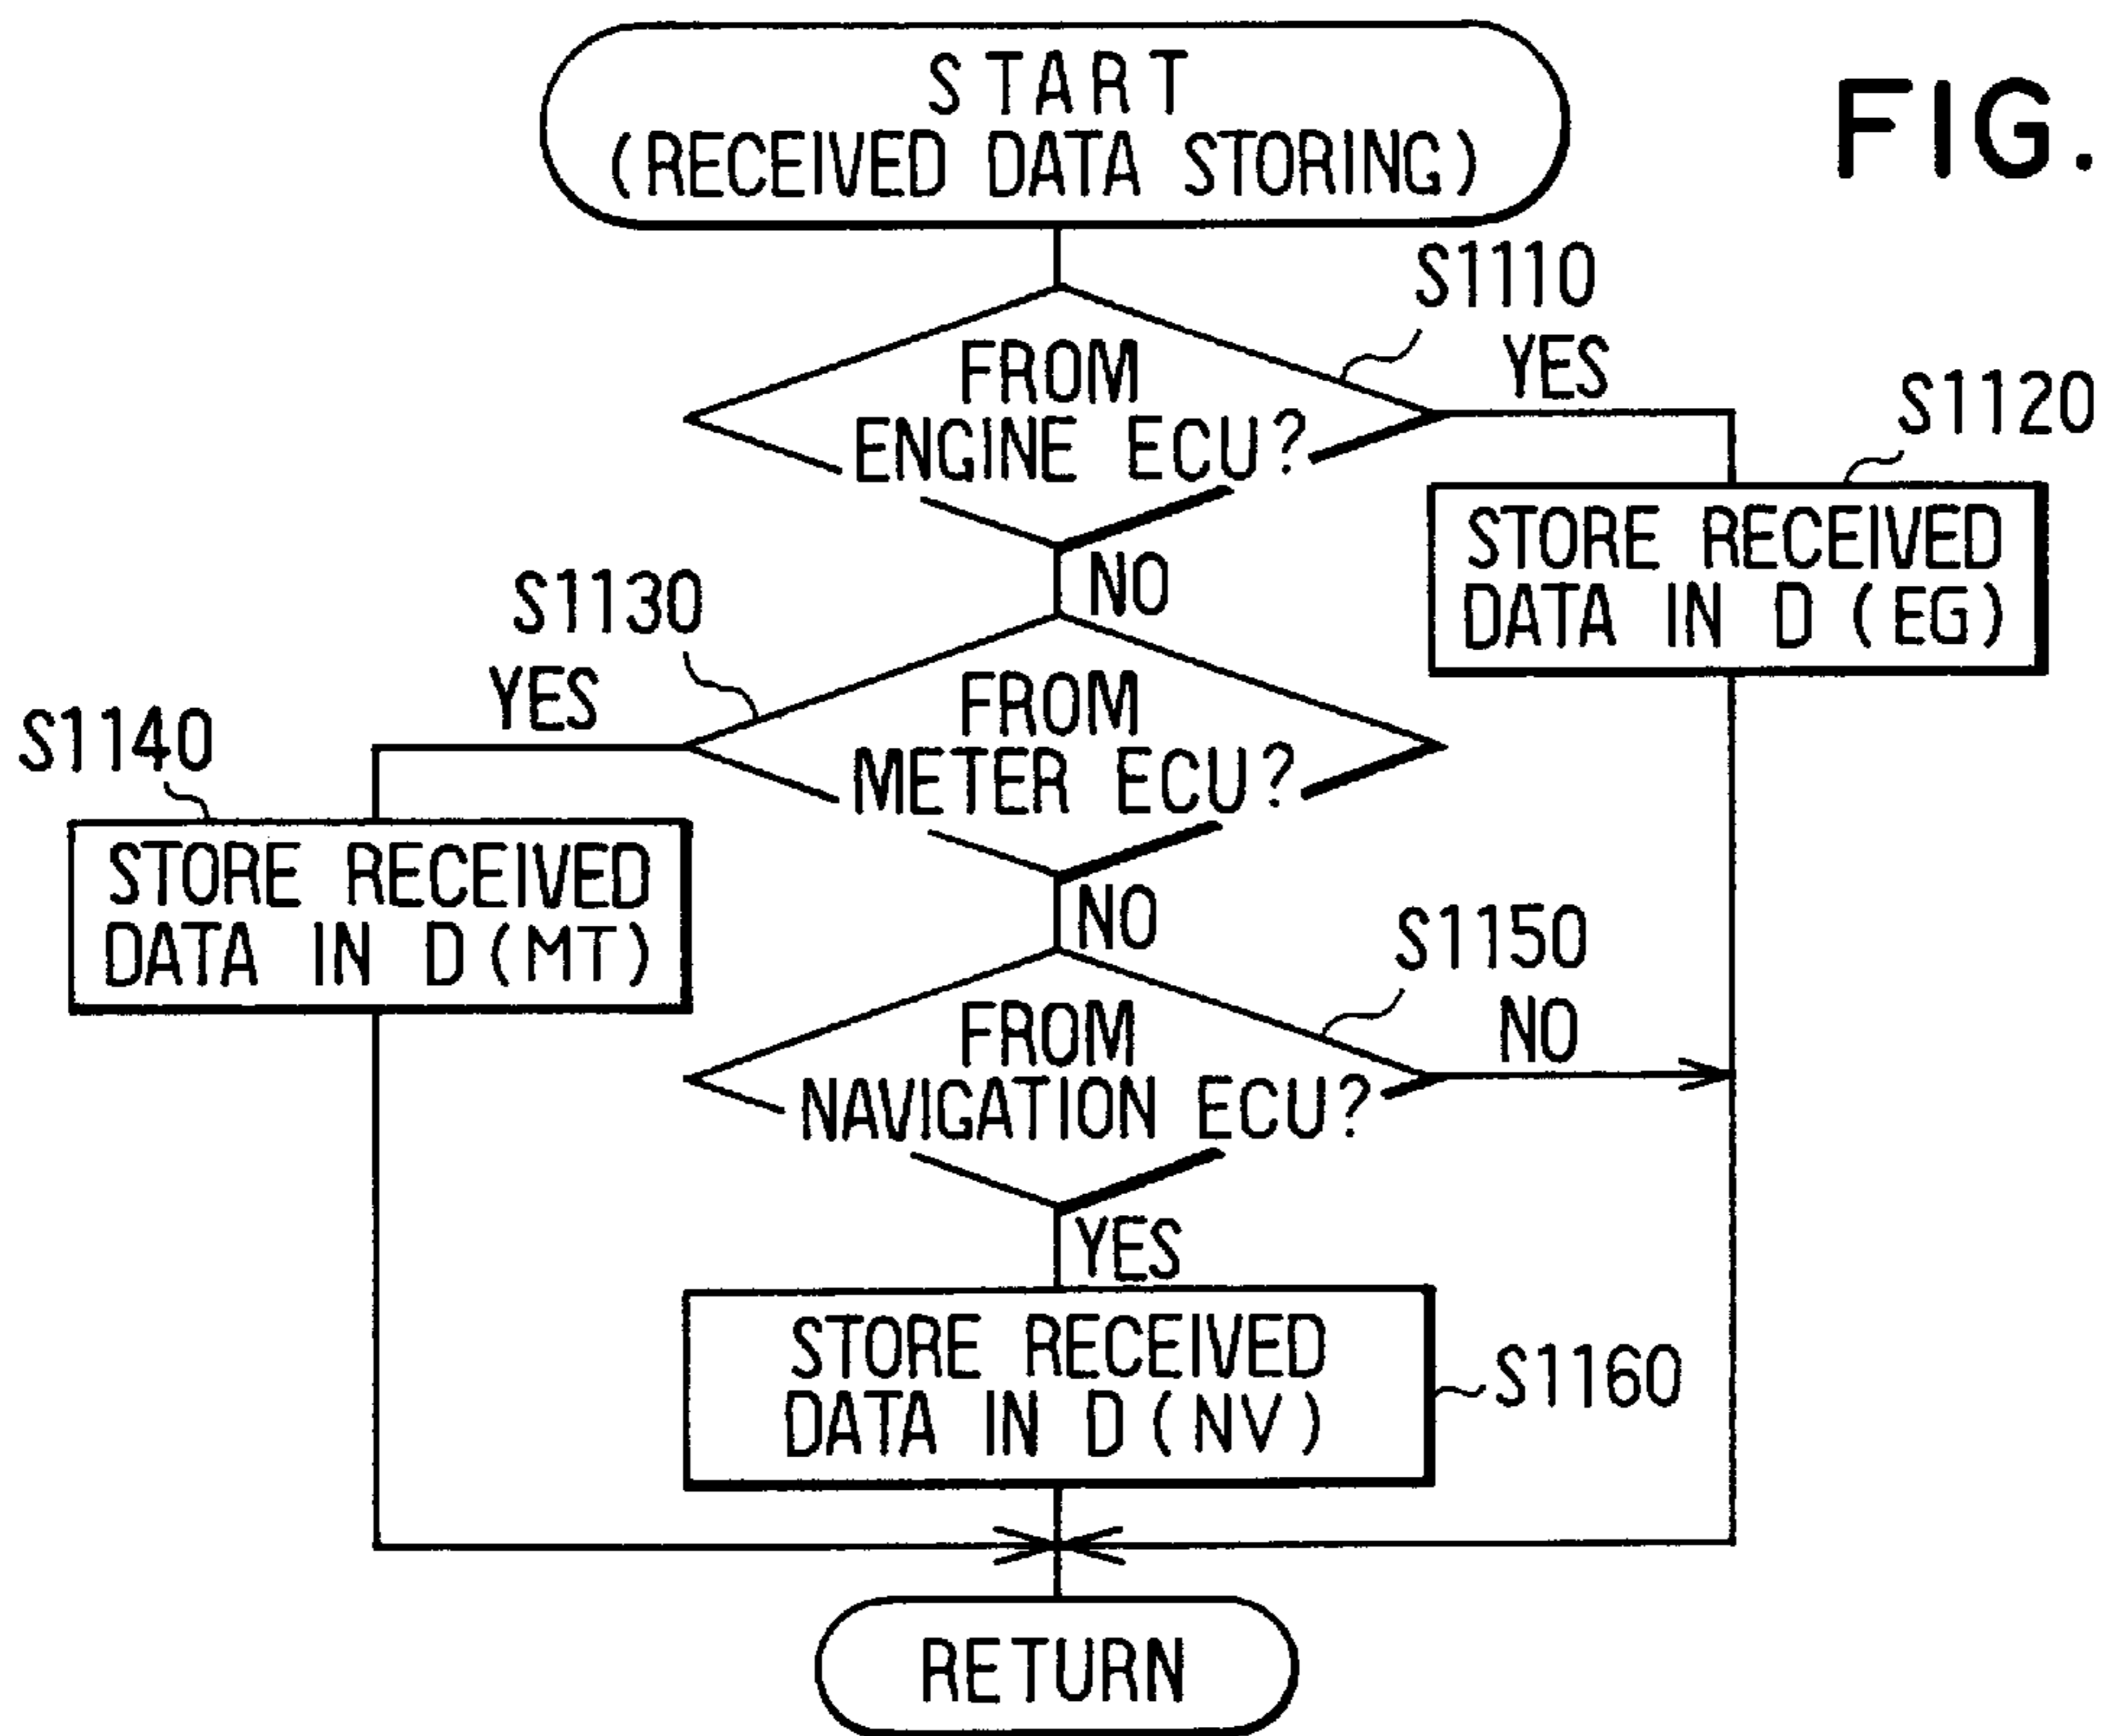 START
(RECEIVED DATA STORING)
FIG.
S1110
FROM
ENGINE ECU?
YES
S1120
STORE RECEIVED
DATA IN D (EG)
NO
S1130
YES
FROM
METER ECU?
S1140
STORE RECEIVED
DATA IN D(MT)
NO
S1150
FROM
NAVIGATION ECU?
NO
YES
STORE RECEIVED
DATA IN D(NV)
S1160
RETURN